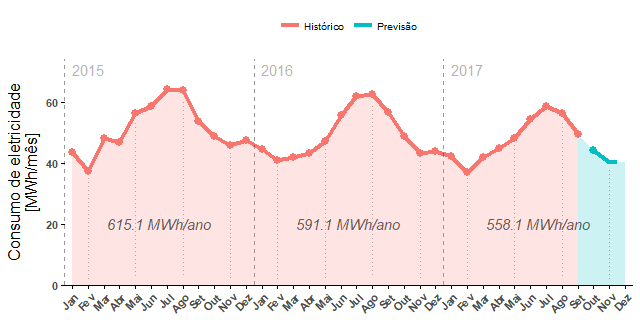 Histórico Previsão
2015 2016 2017
Consumo de eletricidade
[MWh/mês]
60
40
20
0
615.1 MWh/ano 591.1 MWh/ano 558.1 MWh/ano
Jan Fev Mar Abr Mai Jun Jul Ago Set Out Nov Dez Jan Fev Mar Abr Mai Jun Jul Ago Set Out Nov Dez Jan Fev Mar Abr Mai Jun Jul Ago Set Out Nov Dez